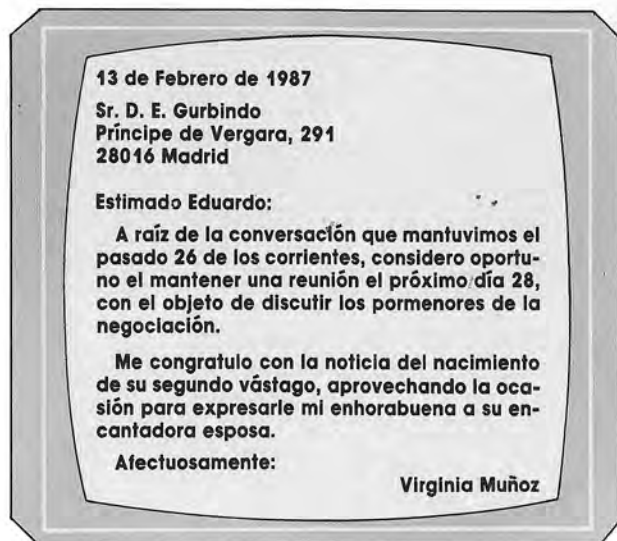 13 de Febrero de 1987
Sr. D. E. Gurbindo
Príncipe de Vergara, 291
28016 Madrid
Estimado Eduardo:
A raíz de la conversación que mantuvimos el
pasado 26 de los corrientes, considero oportu-
no el mantener una reunión el próximo día 28,
con el objeto de discutir los pormenores de la
negociación.
Me congratulo con la noticia del nacimiento
de su segundo vástago, aprovechando la oca-
sión para expresarle mi enhorabuena a su en-
cantadora esposa.
Afectuosamente:
Virginia Muñoz